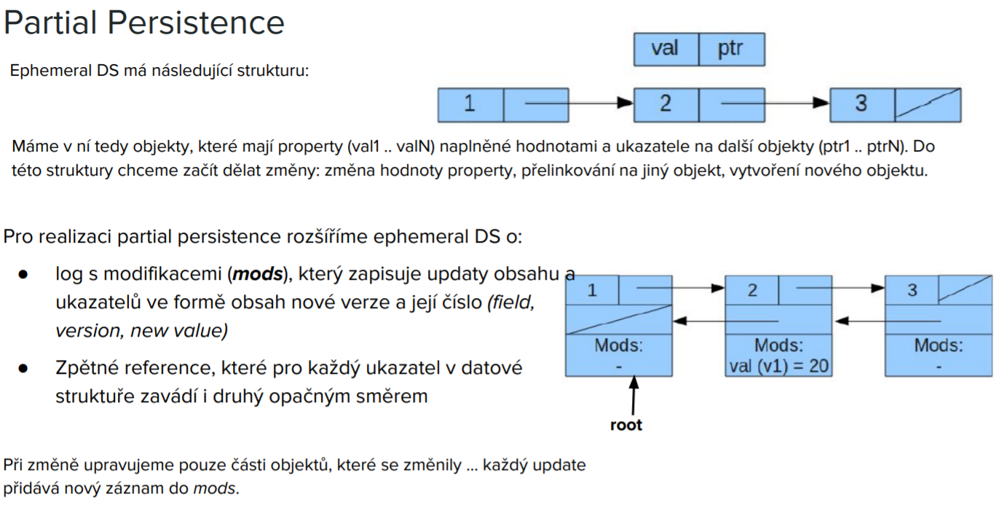 Partial Persistence
val ptr
Ephemeral DS má následující strukturu:
1 2 3
Máme v ní tedy objekty, které mají property (val1 .. valN) naplněné hodnotami a ukazatele na další objekty (ptr1 .. ptrN). Do
této struktury chceme začít dělat změny: změna hodnoty property, přelinkování na jiný objekt, vytvoření nového objektu.
Pro realizaci partial persistence rozšíříme ephemeral DS o:
● log s modifikacemi (mods), který zapisuje updaty obsahu a
ukazatelů ve formě obsah nové verze a její číslo (field,
version, new value)
● Zpětné reference, které pro každý ukazatel v datové
struktuře zavádí i druhý opačným směrem
1 2 3
Mods: Mods: Mods:
- val (v1) = 20 -
root
Při změně upravujeme pouze části objektů, které se změnily ... každý update
přidává nový záznam do mods.